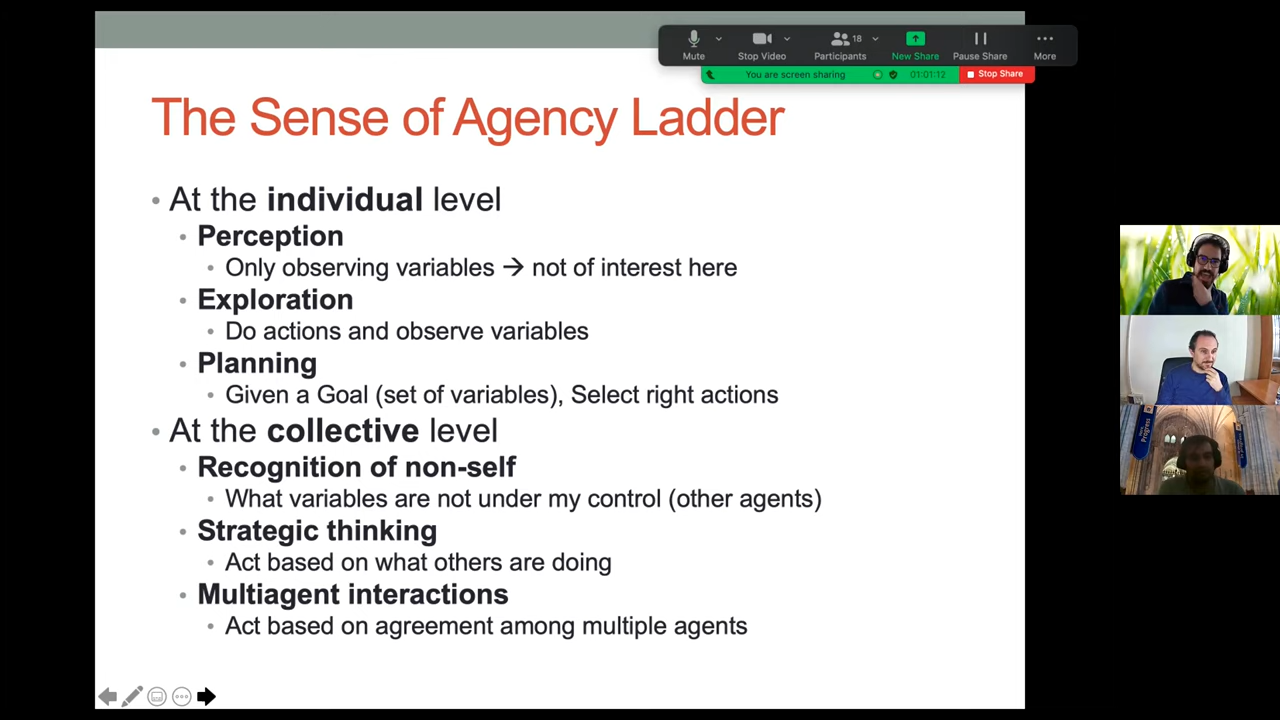 Mute
Stop Video
18
Participants
New Share
Pause Share
More
You are screen sharing
01:01:12
Stop Share
The Sense of Agency Ladder
• At the individual level
• Perception
• Only observing variables → not of interest here
• Exploration
• Do actions and observe variables
• Planning
• Given a Goal (set of variables), Select right actions
• At the collective level
• Recognition of non-self
• What variables are not under my control (other agents)
• Strategic thinking
• Act based on what others are doing
• Multiagent interactions
• Act based on agreement among multiple agents
Progress